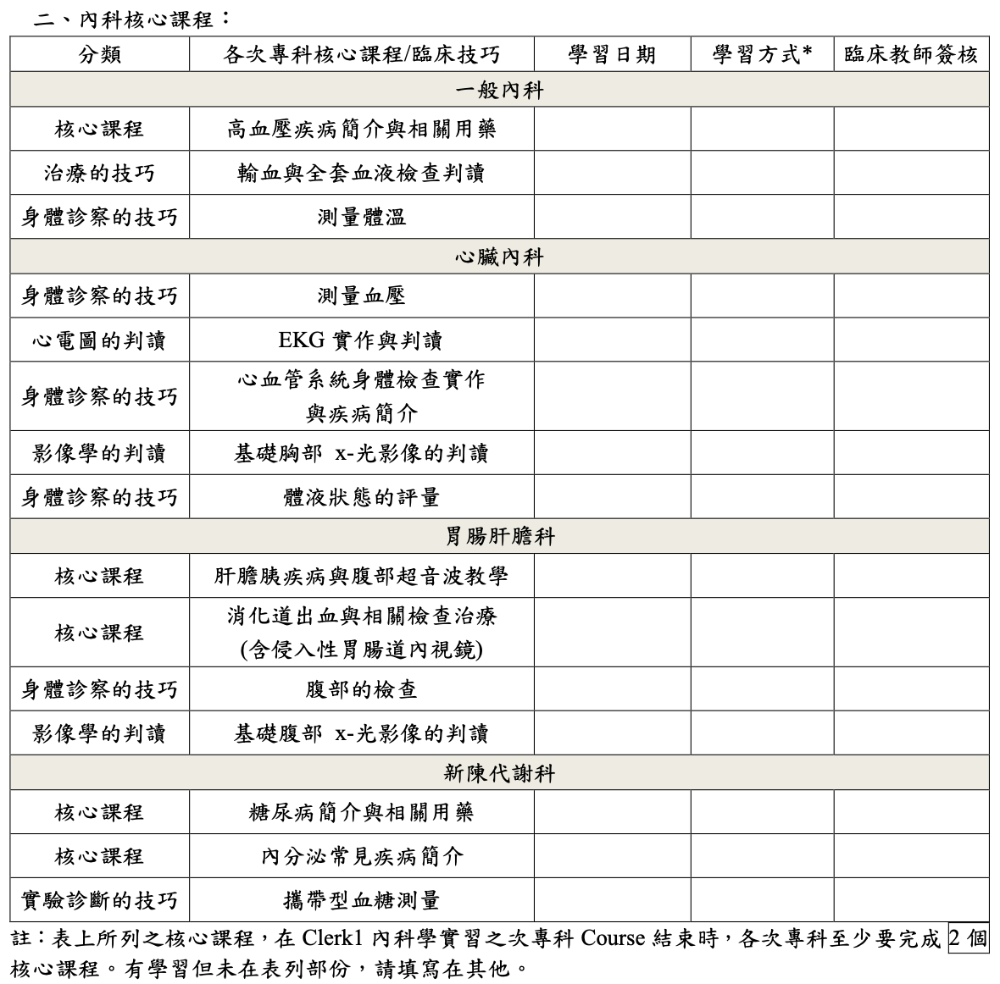 二、內科核心課程：
分類 各次專科核心課程/臨床技巧 學習日期 學習方式* 臨床教師簽核
一般內科
核心課程 高血壓疾病簡介與相關用藥
治療的技巧 輸血與全套血液檢查判讀
身體診察的技巧 測量體溫
心臟內科
身體診察的技巧 測量血壓
心電圖的判讀 EKG 實作與判讀
身體診察的技巧 心血管系統身體檢查實作
與疾病簡介
影像學的判讀 基礎胸部 x-光影像的判讀
身體診察的技巧 體液狀態的評量
胃腸肝膽科
核心課程 肝膽胰疾病與腹部超音波教學
核心課程 消化道出血與相關檢查治療
(含侵入性胃腸道內視鏡)
身體診察的技巧 腹部的檢查
影像學的判讀 基礎腹部 x-光影像的判讀
新陳代謝科
核心課程 糖尿病簡介與相關用藥
核心課程 內分泌常見疾病簡介
實驗診斷的技巧 攜帶型血糖測量
註：表上所列之核心課程，在 Clerk1 內科學實習之次專科 Course 結束時，各次專科至少要完成 2 個
核心課程。有學習但未在表列部份，請填寫在其他。